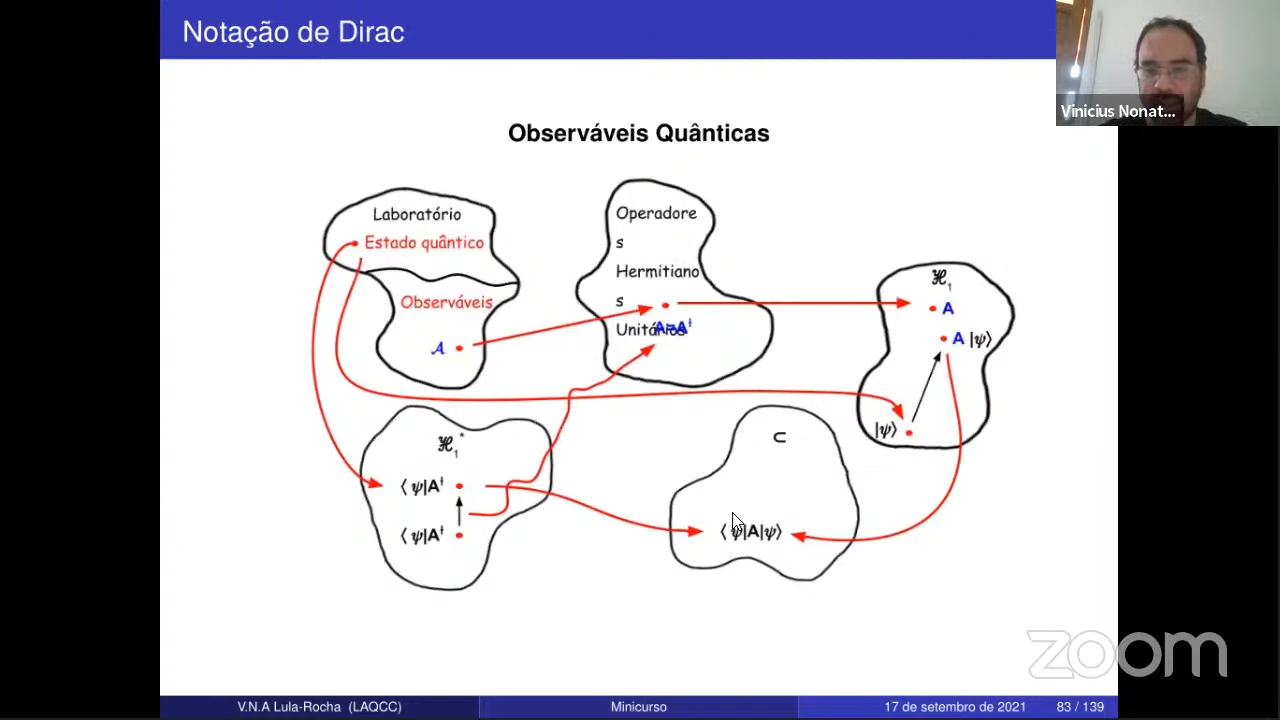 Notação de Dirac
Vinicius Nonat...
Observáveis Quânticas
Laboratório
Estado quântico
Observáveis
𝒜
Operadore
s
Hermitiano
s
Unitários
A=A†
ℋ₁
A
A |ψ⟩
|ψ⟩
ℋ₁*
⟨ψ|A†
⟨ψ|A†
⊂
⟨ψ|A|ψ⟩
zoom
V.N.A Lula-Rocha (LAQCC)
Minicurso
17 de setembro de 2021
83 / 139